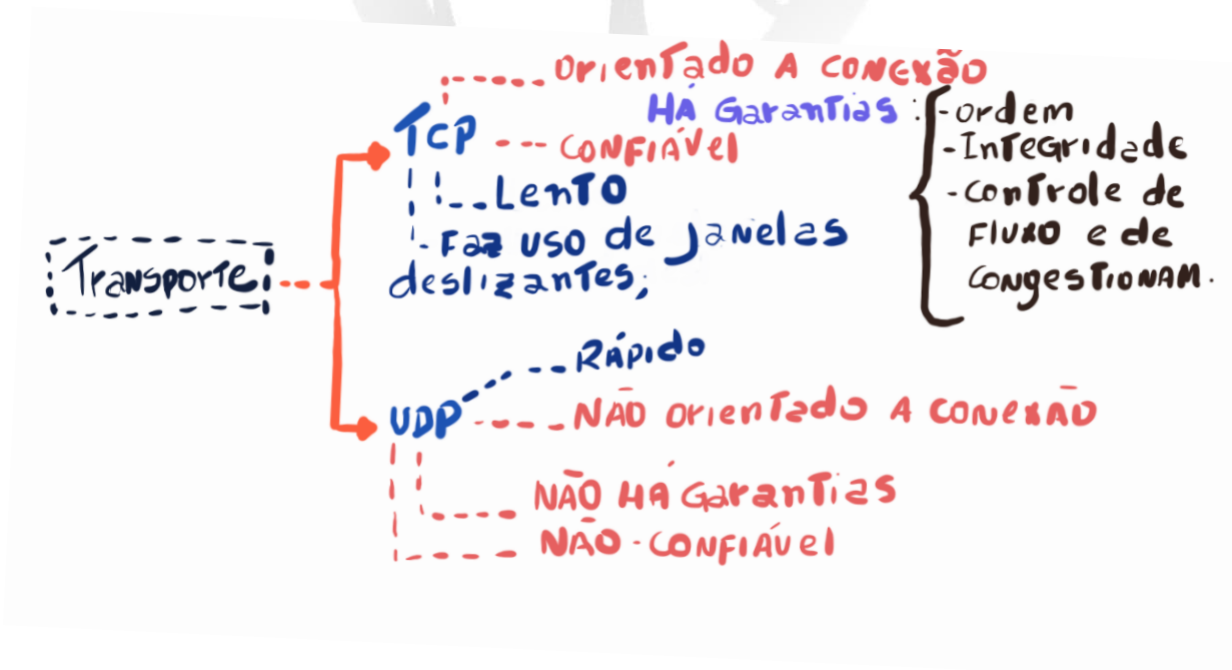 Transporte
TCP
Orientado a conexão
Há garantias:
- ordem
- Integridade
- controle de
fluxo e de
congestionam.
Confiável
Lento
Faz uso de janelas
deslizantes;
UDP
Rápido
Não orientado a conexão
Não há garantias
Não-confiável